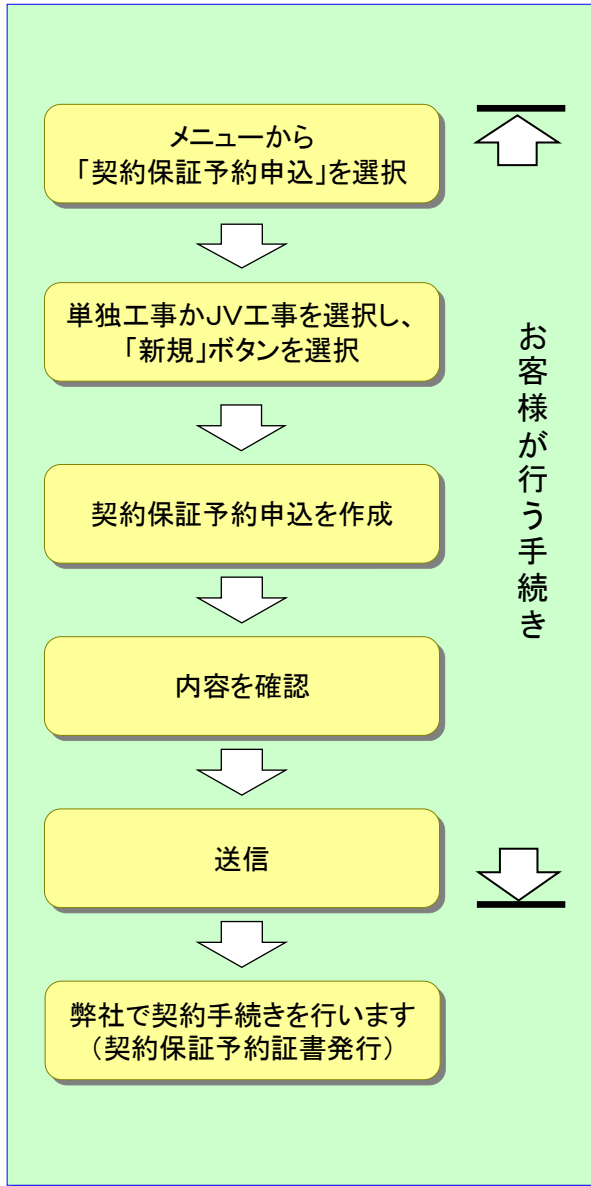 メニューから
「契約保証予約申込」を選択
単独工事かJV工事を選択し、
「新規」ボタンを選択
契約保証予約申込を作成
内容を確認
送信
弊社で契約手続きを行います
（契約保証予約証書発行）
お客様が行う手続き